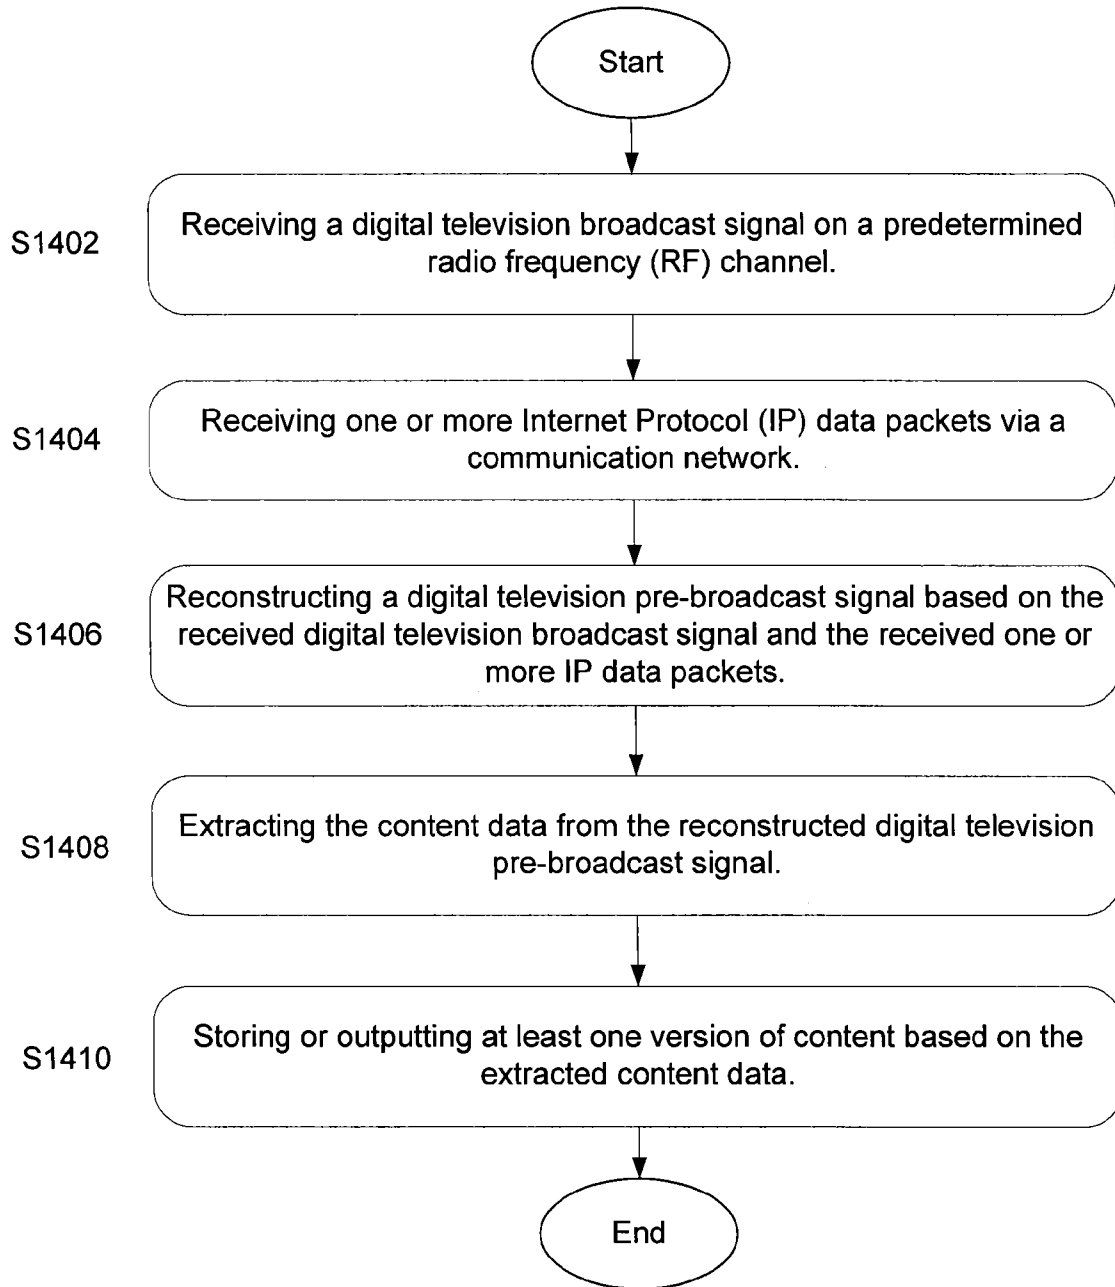 Start
S1402
Receiving a digital television broadcast signal on a predetermined
radio frequency (RF) channel.
S1404
Receiving one or more Internet Protocol (IP) data packets via a
communication network.
S1406
Reconstructing a digital television pre-broadcast signal based on the
received digital television broadcast signal and the received one or
more IP data packets.
S1408
Extracting the content data from the reconstructed digital television
pre-broadcast signal.
S1410
Storing or outputting at least one version of content based on the
extracted content data.
End